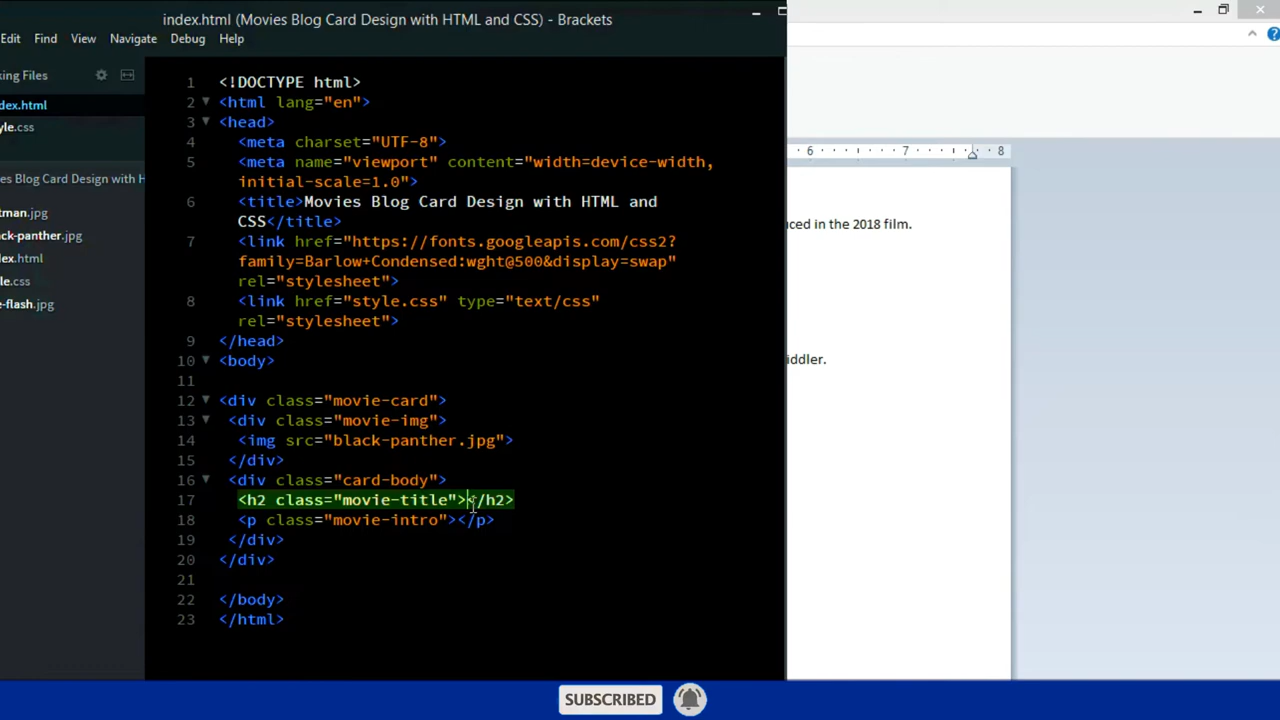 index.html (Movies Blog Card Design with HTML and CSS) - Brackets
Edit Find View Navigate Debug Help
king Files
dex.html
yle.css
es Blog Card Design with H
tman.jpg
ck-panther.jpg
dex.html
le.css
e-flash.jpg
1 <!DOCTYPE html>
2 <html lang="en">
3 <head>
4 <meta charset="UTF-8">
5 <meta name="viewport" content="width=device-width,
initial-scale=1.0">
6 <title>Movies Blog Card Design with HTML and
CSS</title>
7 <link href="https://fonts.googleapis.com/css2?
family=Barlow+Condensed:wght@500&display=swap"
rel="stylesheet">
8 <link href="style.css" type="text/css"
rel="stylesheet">
9 </head>
10 <body>
11
12 <div class="movie-card">
13 <div class="movie-img">
14 <img src="black-panther.jpg">
15 </div>
16 <div class="card-body">
17 <h2 class="movie-title"></h2>
18 <p class="movie-intro"></p>
19 </div>
20 </div>
21
22 </body>
23 </html>
6 7 8
uced in the 2018 film.
iddler.
SUBSCRIBED